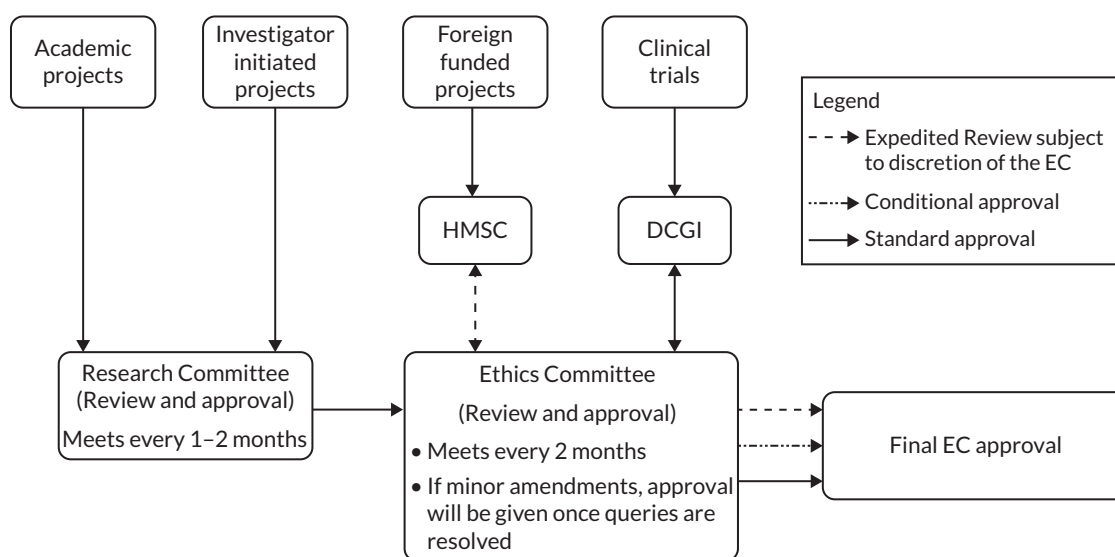 Academic
projects
Investigator
initiated
projects
Foreign
funded
projects
Clinical
trials
Legend
Expedited Review subject
to discretion of the EC
Conditional approval
Standard approval
HMSC
DCGI
Research Committee
(Review and approval)
Meets every 1–2 months
Ethics Committee
(Review and approval)
• Meets every 2 months
• If minor amendments, approval
will be given once queries are
resolved
Final EC approval